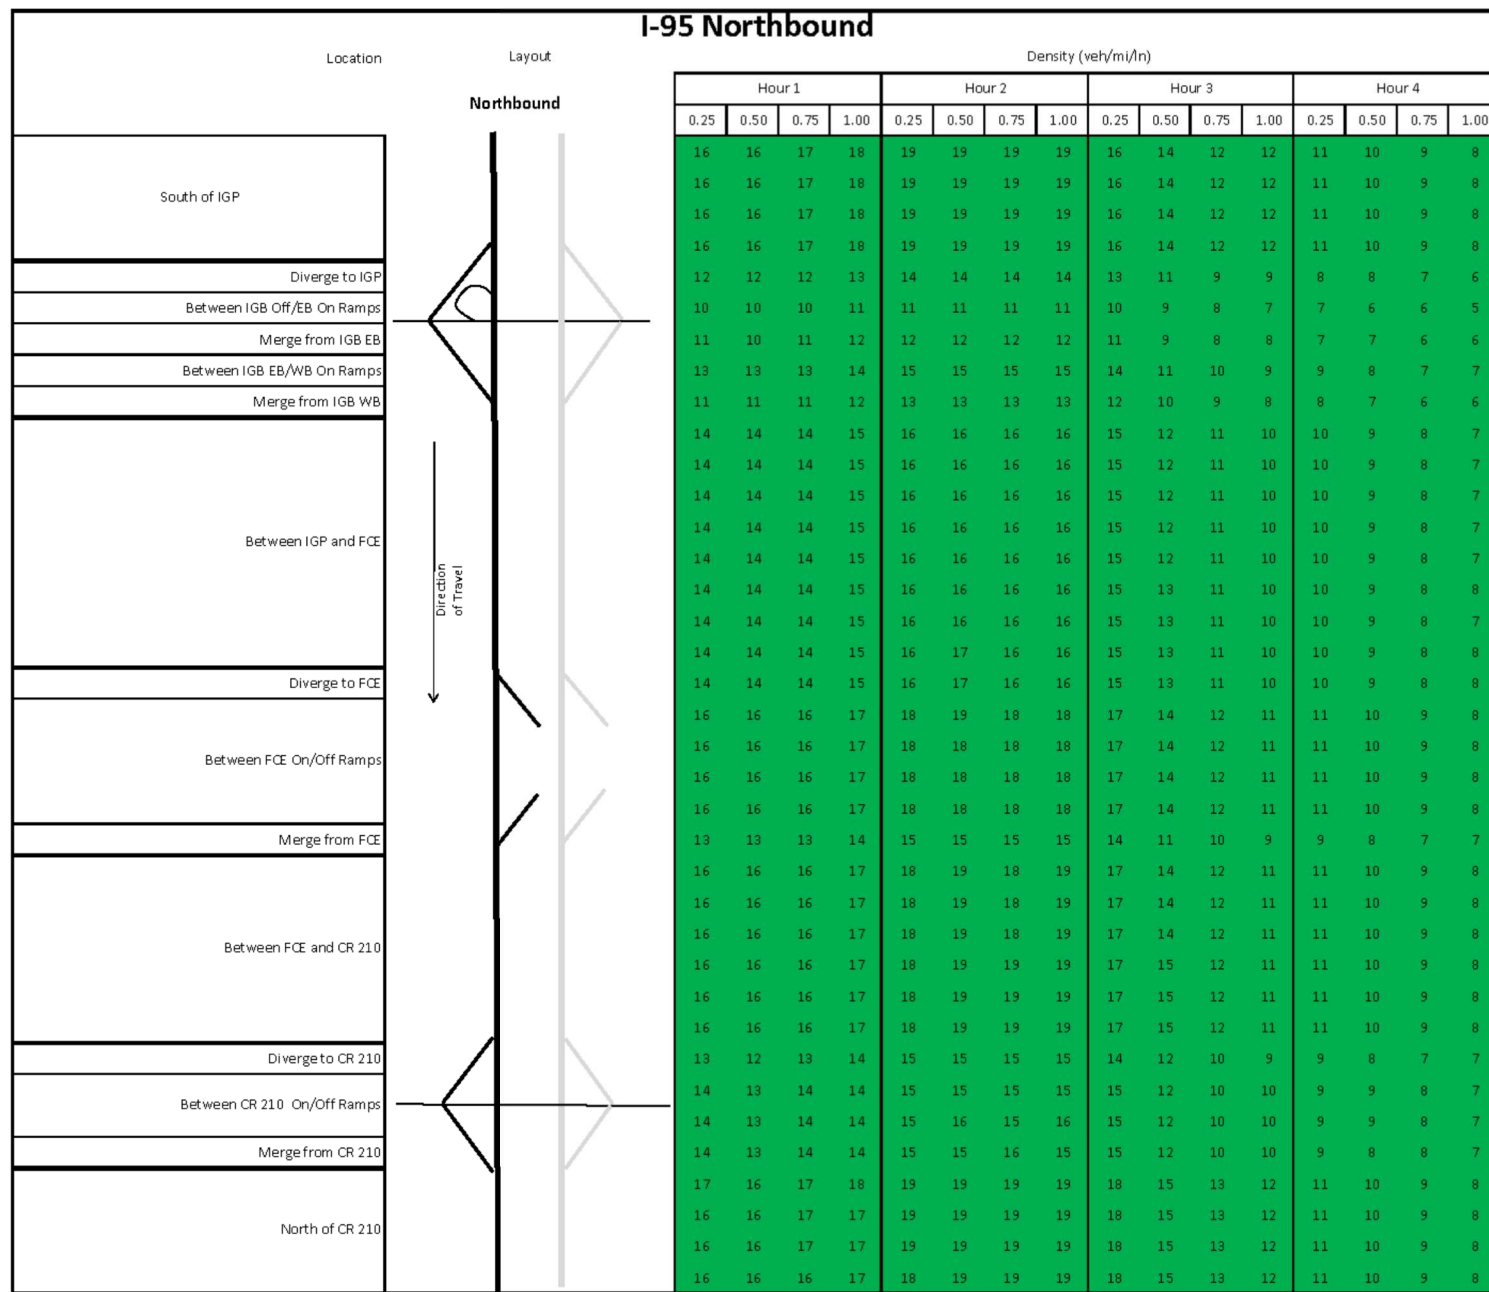 I-95 Northbound
Location Layout Density (veh/mi/ln)
Northbound
Hour 1 Hour 2 Hour 3 Hour 4
0.25 0.50 0.75 1.00 0.25 0.50 0.75 1.00 0.25 0.50 0.75 1.00 0.25 0.50 0.75 1.00
16 16 17 18 19 19 19 19 16 14 12 12 11 10 9 8
16 16 17 18 19 19 19 19 16 14 12 12 11 10 9 8
South of IGP
16 16 17 18 19 19 19 19 16 14 12 12 11 10 9 8
16 16 17 18 19 19 19 19 16 14 12 12 11 10 9 8
Diverge to IGP 12 12 12 13 14 14 14 14 13 11 9 9 8 8 7 6
Between IGB Off/EB On Ramps 10 10 10 11 11 11 11 11 10 9 8 7 7 6 6 5
Merge from IGB EB 11 10 11 12 12 12 12 12 11 9 8 8 7 7 6 6
Between IGB EB/WB On Ramps 13 13 13 14 15 15 15 15 14 11 10 9 9 8 7 7
Merge from IGB WB 11 11 11 12 13 13 13 13 12 10 9 8 8 7 6 6
14 14 14 15 16 16 16 16 15 12 11 10 10 9 8 7
14 14 14 15 16 16 16 16 15 12 11 10 10 9 8 7
14 14 14 15 16 16 16 16 15 12 11 10 10 9 8 7
14 14 14 15 16 16 16 16 15 12 11 10 10 9 8 7
Between IGP and FCE
14 14 14 15 16 16 16 16 15 12 11 10 10 9 8 7
Direction
of Travel
14 14 14 15 16 16 16 16 15 13 11 10 10 9 8 8
14 14 14 15 16 16 16 16 15 13 11 10 10 9 8 7
14 14 14 15 16 17 16 16 15 13 11 10 10 9 8 8
Diverge to FCE 14 14 14 15 16 17 16 16 15 13 11 10 10 9 8 8
16 16 16 17 18 19 18 18 17 14 12 11 11 10 9 8
16 16 16 17 18 18 18 18 17 14 12 11 11 10 9 8
Between FCE On/Off Ramps
16 16 16 17 18 18 18 18 17 14 12 11 11 10 9 8
16 16 16 17 18 18 18 18 17 14 12 11 11 10 9 8
Merge from FCE 13 13 13 14 15 15 15 15 14 11 10 9 9 8 7 7
16 16 16 17 18 19 18 19 17 14 12 11 11 10 9 8
16 16 16 17 18 19 18 19 17 14 12 11 11 10 9 8
16 16 16 17 18 19 18 19 17 14 12 11 11 10 9 8
Between FCE and CR 210
16 16 16 17 18 19 19 19 17 15 12 11 11 10 9 8
16 16 16 17 18 19 19 19 17 15 12 11 11 10 9 8
16 16 16 17 18 19 19 19 17 15 12 11 11 10 9 8
Diverge to CR 210 13 12 13 14 15 15 15 15 14 12 10 9 9 8 7 7
14 13 14 14 15 15 15 15 15 12 10 10 9 9 8 7
Between CR 210 On/Off Ramps
14 13 14 14 15 16 15 16 15 12 10 10 9 9 8 7
Merge from CR 210 14 13 14 14 15 15 16 15 15 12 10 10 9 8 8 7
17 16 17 18 19 19 19 19 18 15 13 12 11 10 9 8
16 16 17 17 19 19 19 19 18 15 13 12 11 10 9 8
North of CR 210
16 16 17 17 19 19 19 19 18 15 13 12 11 10 9 8
16 16 16 17 18 19 19 19 18 15 13 12 11 10 9 8